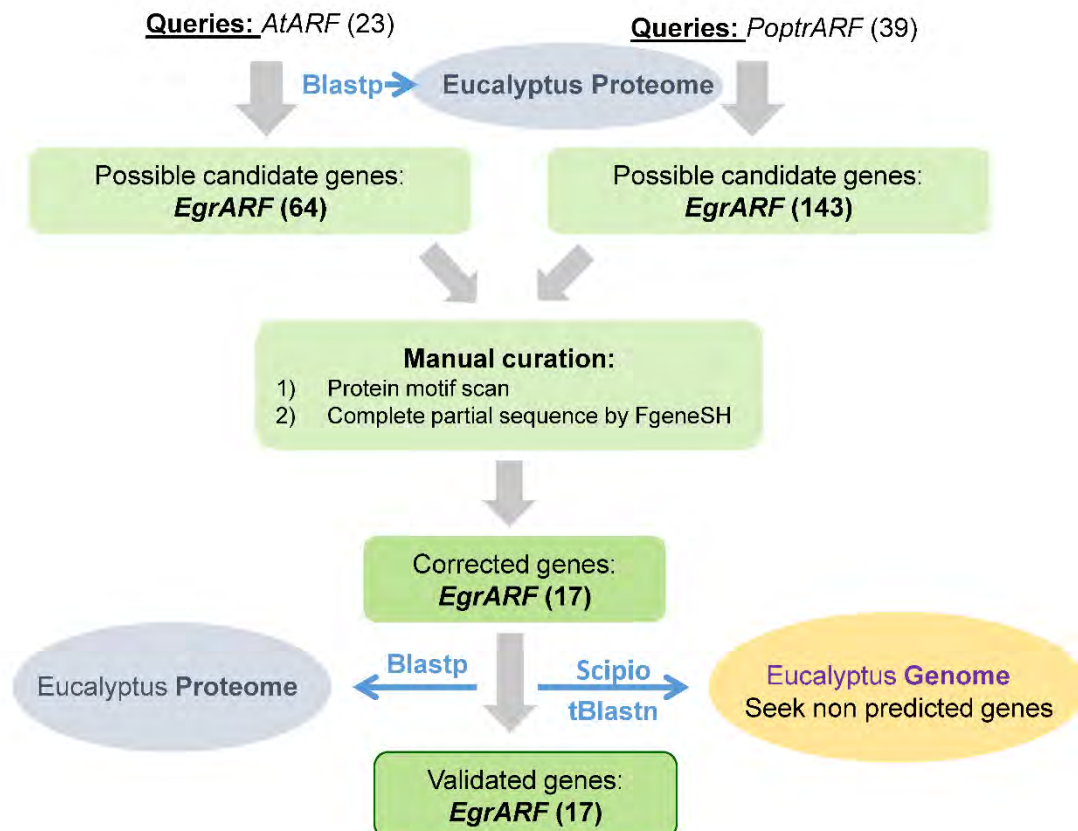 Queries: AtARF (23)
Queries: PoptrARF (39)
Blastp
Eucalyptus Proteome
Possible candidate genes:
EgrARF (64)
Possible candidate genes:
EgrARF (143)
Manual curation:
1) Protein motif scan
2) Complete partial sequence by FgeneSH
Corrected genes:
EgrARF (17)
Eucalyptus Proteome
Blastp
Scipio
tBlastn
Eucalyptus Genome
Seek non predicted genes
Validated genes:
EgrARF (17)